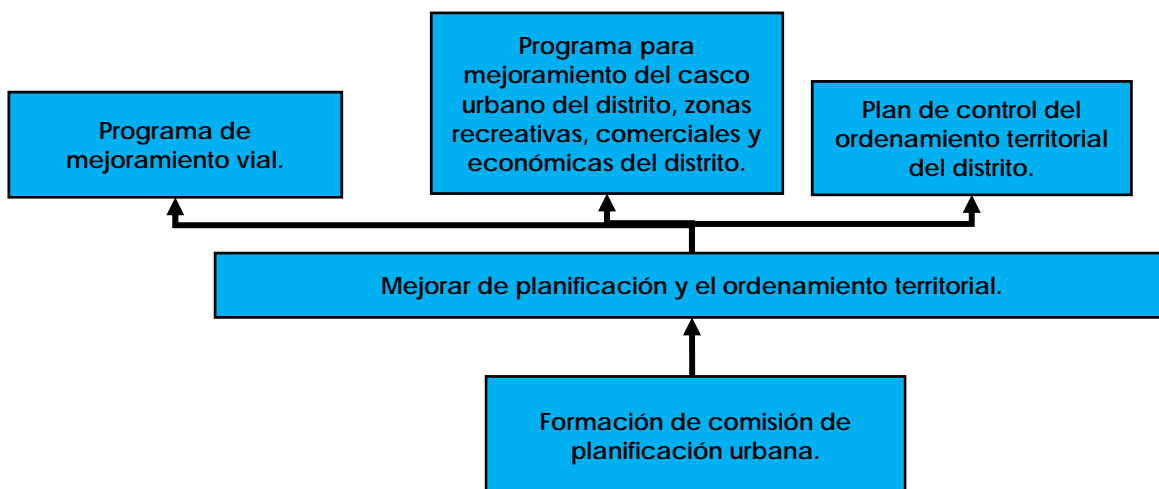 Programa de
mejoramiento vial.
Programa para
mejoramiento del casco
urbano del distrito, zonas
recreativas, comerciales y
económicas del distrito.
Plan de control del
ordenamiento territorial
del distrito.
Mejorar de planificación y el ordenamiento territorial.
Formación de comisión de
planificación urbana.